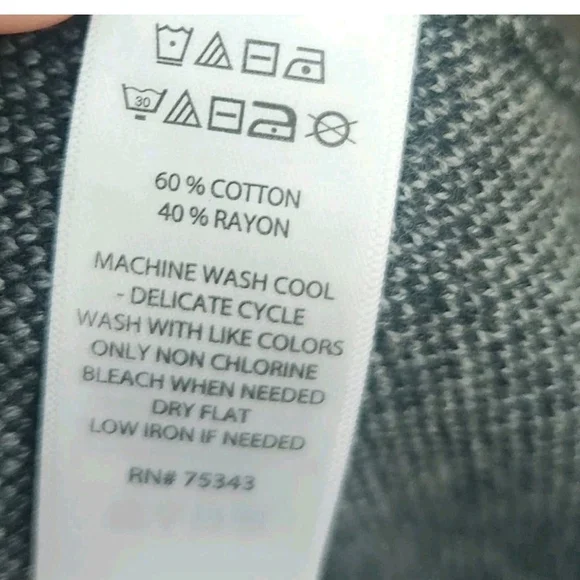 30
60 % COTTON
40 % RAYON
MACHINE WASH COOL
- DELICATE CYCLE
WASH WITH LIKE COLORS
ONLY NON CHLORINE
BLEACH WHEN NEEDED
DRY FLAT
LOW IRON IF NEEDED
RN# 75343